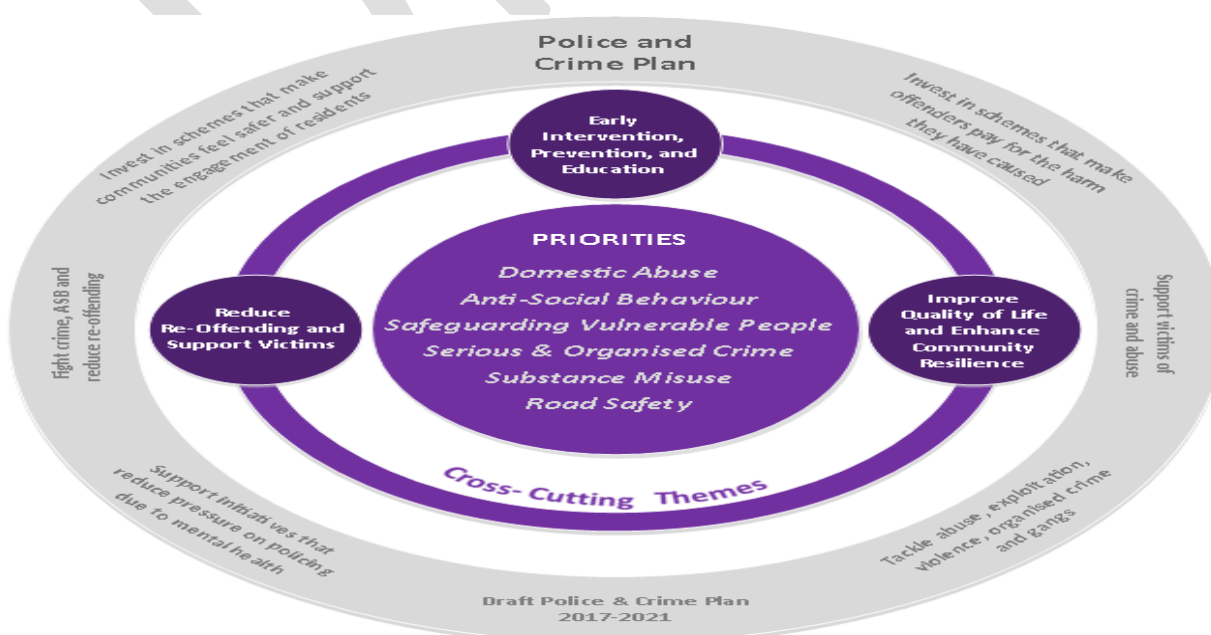 Police and
Crime Plan
Invest in schemes that make
communities feel safer and support
the engagement of residents
Invest in schemes that make
offenders pay for the harm
they have caused
Early
Intervention,
Prevention, and
Education
PRIORITIES
Domestic Abuse
Anti-Social Behaviour
Safeguarding Vulnerable People
Serious & Organised Crime
Substance Misuse
Road Safety
Reduce
Re-Offending and
Support Victims
Improve
Quality of Life
and Enhance
Community
Resilience
Fight crime, ASB and
reduce re-offending
Support victims of
crime and abuse
Cross- Cutting Themes
Support initiatives that
reduce pressure on policing
due to mental health
Tackle abuse , exploitation,
violence, organised crime
and gangs
Draft Police & Crime Plan
2017-2021